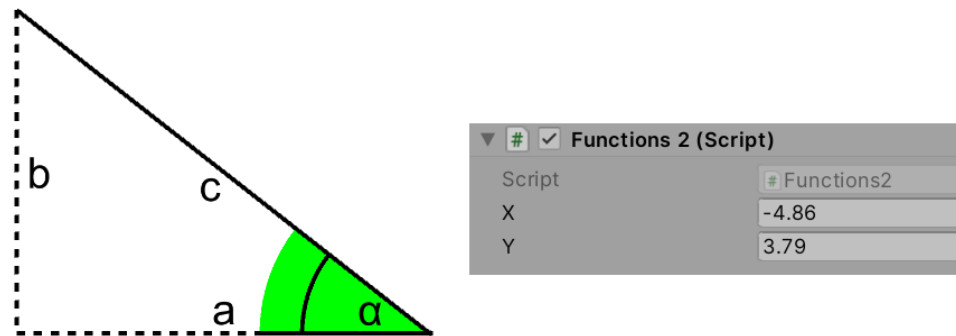 b
c
a
α
# Functions 2 (Script)
Script # Functions2
X -4.86
Y 3.79